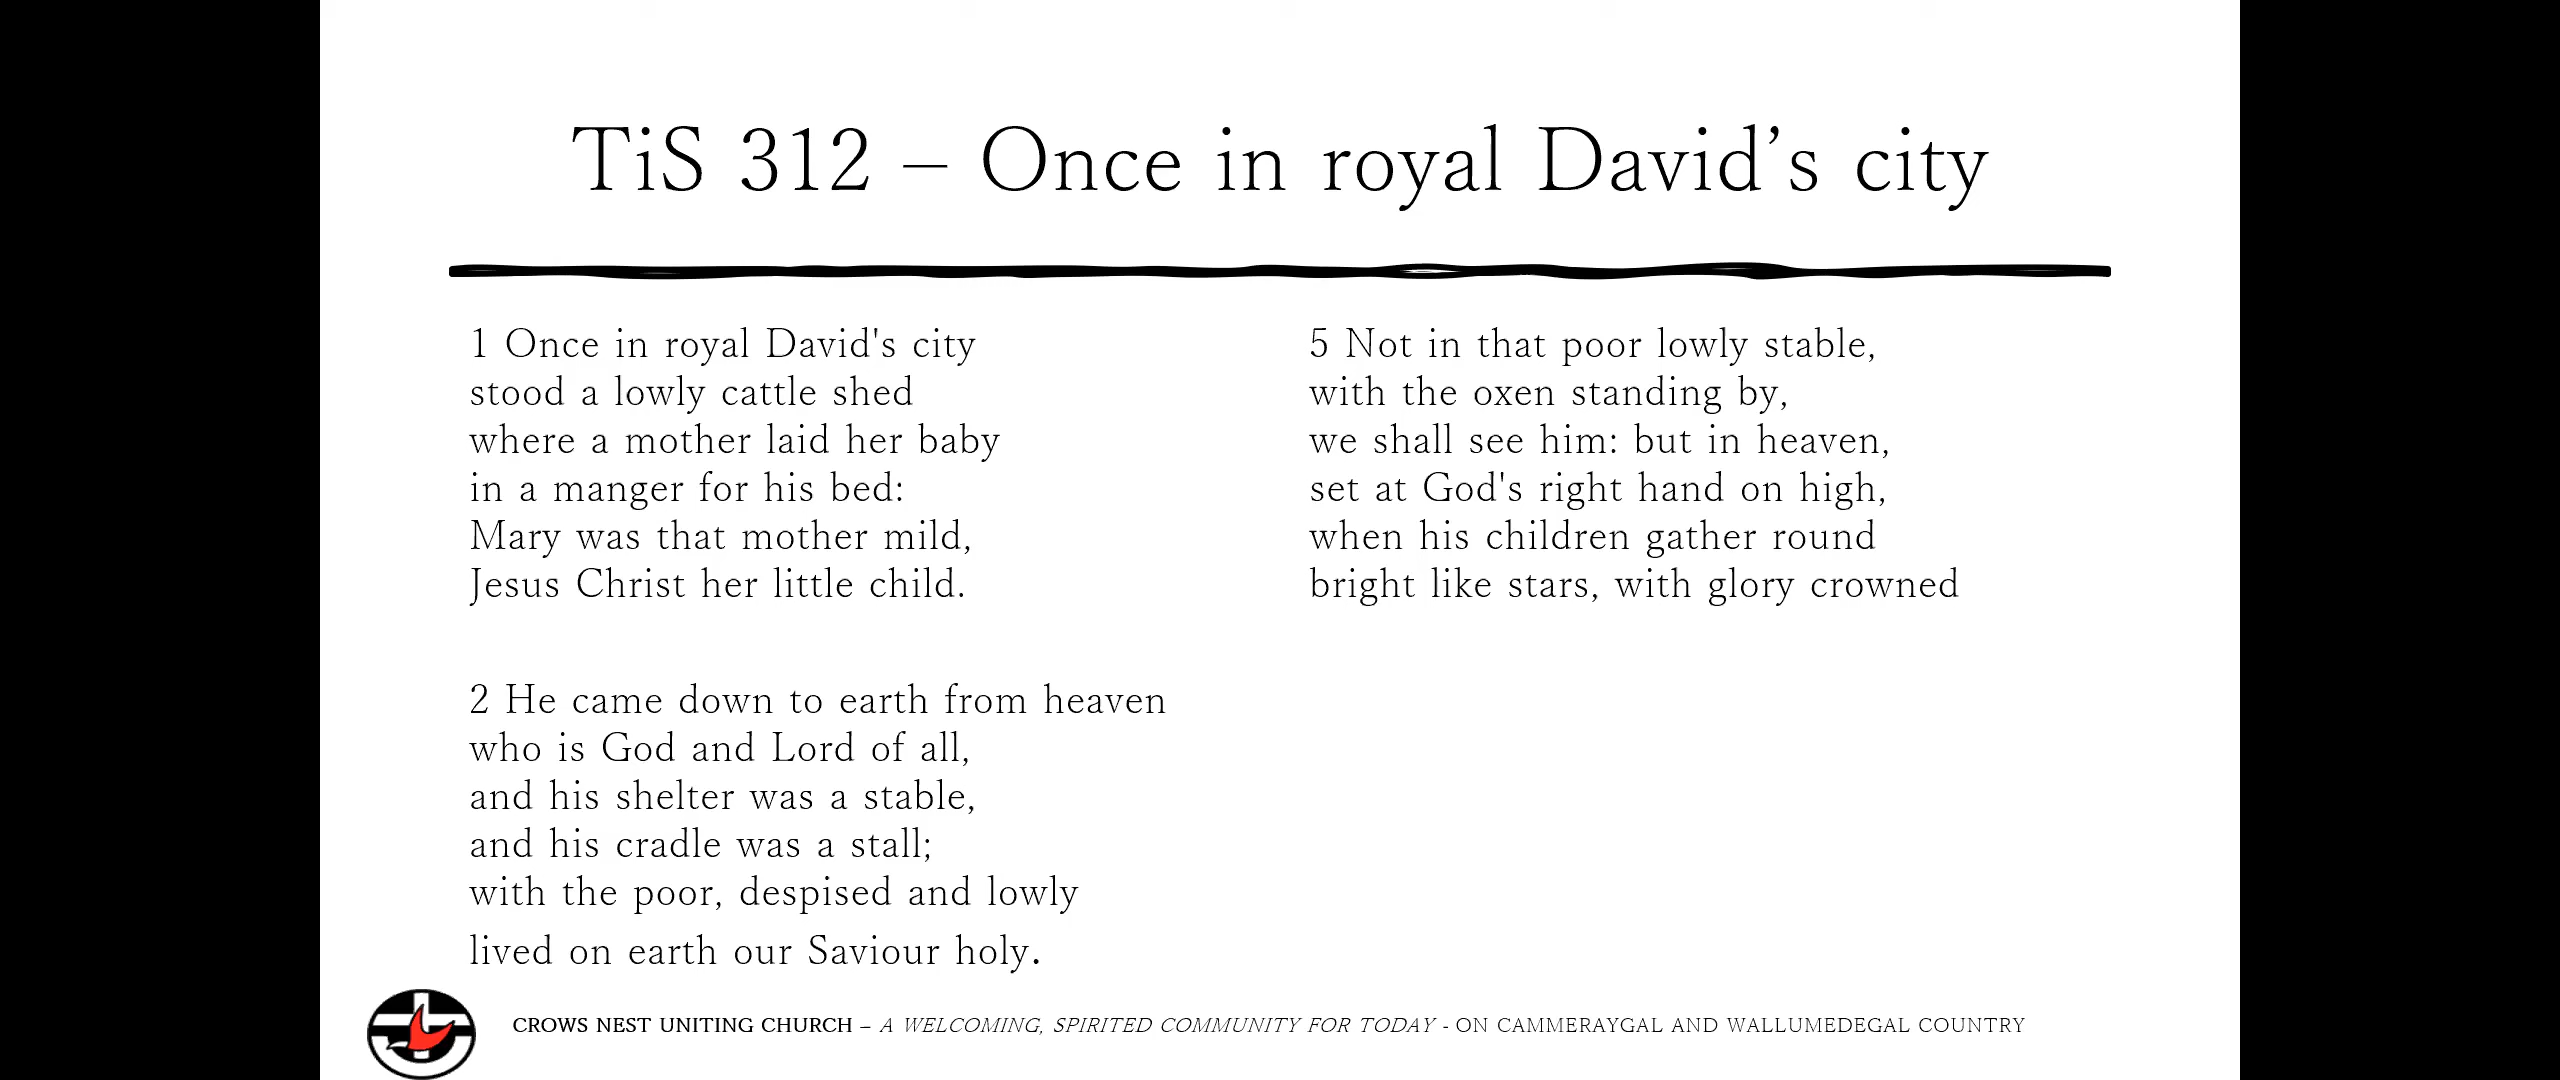 TiS 312 – Once in royal David’s city
1 Once in royal David's city
stood a lowly cattle shed
where a mother laid her baby
in a manger for his bed:
Mary was that mother mild,
Jesus Christ her little child.
2 He came down to earth from heaven
who is God and Lord of all,
and his shelter was a stable,
and his cradle was a stall;
with the poor, despised and lowly
lived on earth our Saviour holy.
5 Not in that poor lowly stable,
with the oxen standing by,
we shall see him: but in heaven,
set at God's right hand on high,
when his children gather round
bright like stars, with glory crowned
CROWS NEST UNITING CHURCH – A WELCOMING, SPIRITED COMMUNITY FOR TODAY - ON CAMMERAYGAL AND WALLUMEDEGAL COUNTRY